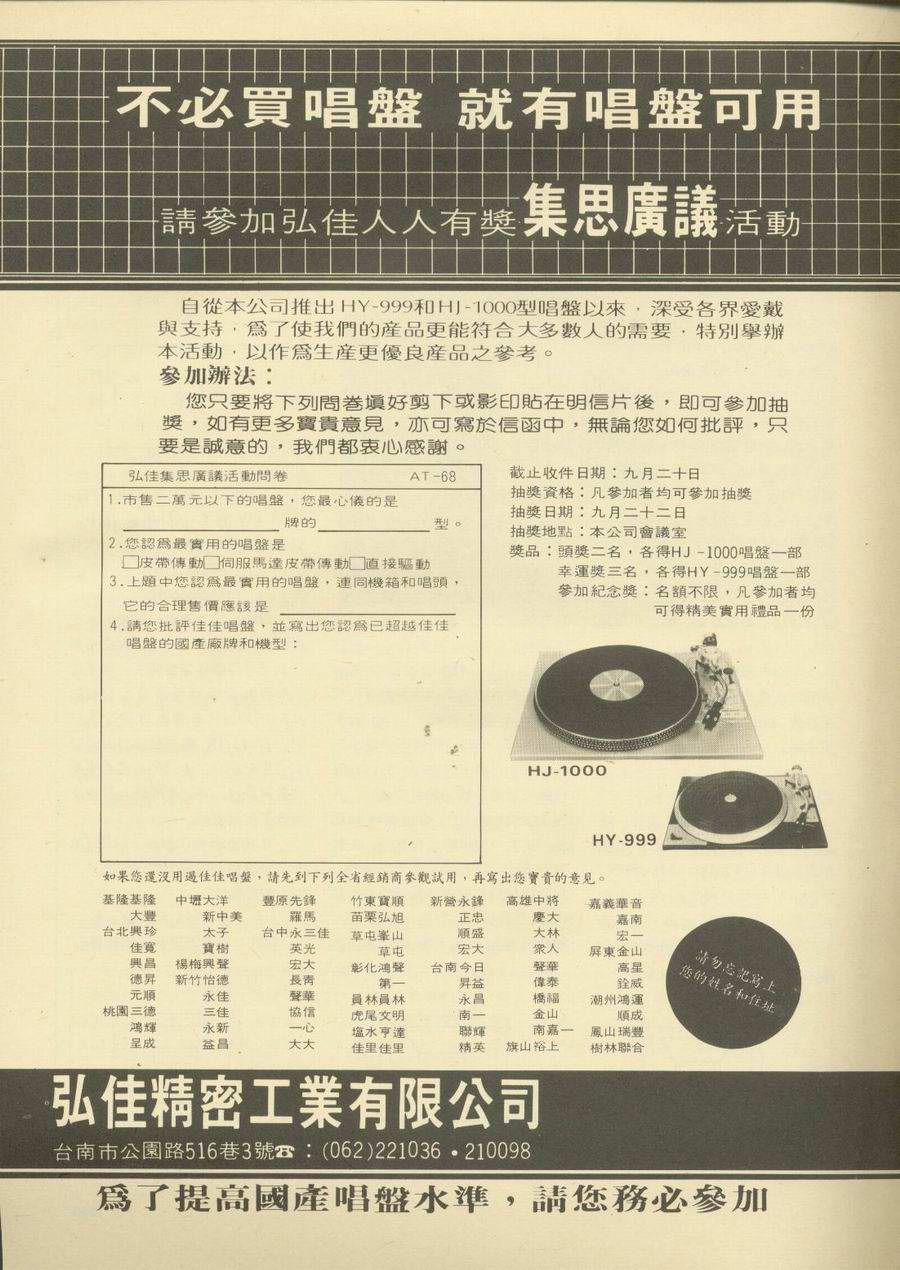 不必買唱盤 就有唱盤可用
請參加弘佳人人有獎集思廣議活動
自從本公司推出HY-999和HJ-1000型唱盤以來，深受各界愛戴
與支持，爲了使我們的產品更能符合大多數人的需要，特別舉辦
本活動，以作爲生產更優良產品之參考。
參加辦法：
您只要將下列問卷填好剪下或影印貼在明信片後，即可參加抽
獎，如有更多寶貴意見，亦可寫於信函中，無論您如何批評，只
要是誠意的，我們都衷心感謝。
弘佳集思廣議活動問卷 AT-68
1.市售二萬元以下的唱盤，您最心儀的是
牌的 型。
2.您認爲最實用的唱盤是
□皮帶傳動□伺服馬達皮帶傳動□直接驅動
3.上題中您認爲最實用的唱盤，連同機箱和唱頭，
它的合理售價應該是
4.請您批評佳佳唱盤，並寫出您認爲已超越佳佳
唱盤的國產廠牌和機型：
截止收件日期：九月二十日
抽獎資格：凡參加者均可參加抽獎
抽獎日期：九月二十二日
抽獎地點：本公司會議室
獎品：頭獎二名，各得HJ-1000唱盤一部
幸運獎三名，各得HY-999唱盤一部
參加紀念獎：名額不限，凡參加者均
可得精美實用禮品一份
HJ-1000
HY-999
如果您還沒用過佳佳唱盤，請先到下列全省經銷商參觀試用，再寫出您寶貴的意見。
基隆基隆 中壢大洋 豐原先鋒 竹東寶順 新營永鋒 高雄中將 嘉義華音
大豐 新中美 羅馬 苗栗弘旭 正忠 慶大 嘉南
台北興珍 太子 台中永三佳 草屯峯山 順盛 大林 宏一
佳寬 寶樹 英光 草屯 宏大 衆人 屏東金山
興昌 楊梅興聲 宏大 彰化鴻聲 台南今日 聲華 高星
德昇 新竹怡德 長靑 第一 昇益 偉泰 銓威
元順 永佳 聲華 員林員林 永昌 橋福 潮州鴻運
桃園三德 三佳 協信 虎尾文明 南一 金山 順成
鴻輝 永新 一心 塩水亨達 聯輝 南嘉一 鳳山瑞豐
呈成 益昌 大大 佳里佳里 精英 旗山裕上 樹林聯合
請勿忘記寫上
您的姓名和住址
弘佳精密工業有限公司
台南市公園路516巷3號☎：(062)221036・210098
爲了提高國產唱盤水準，請您務必參加